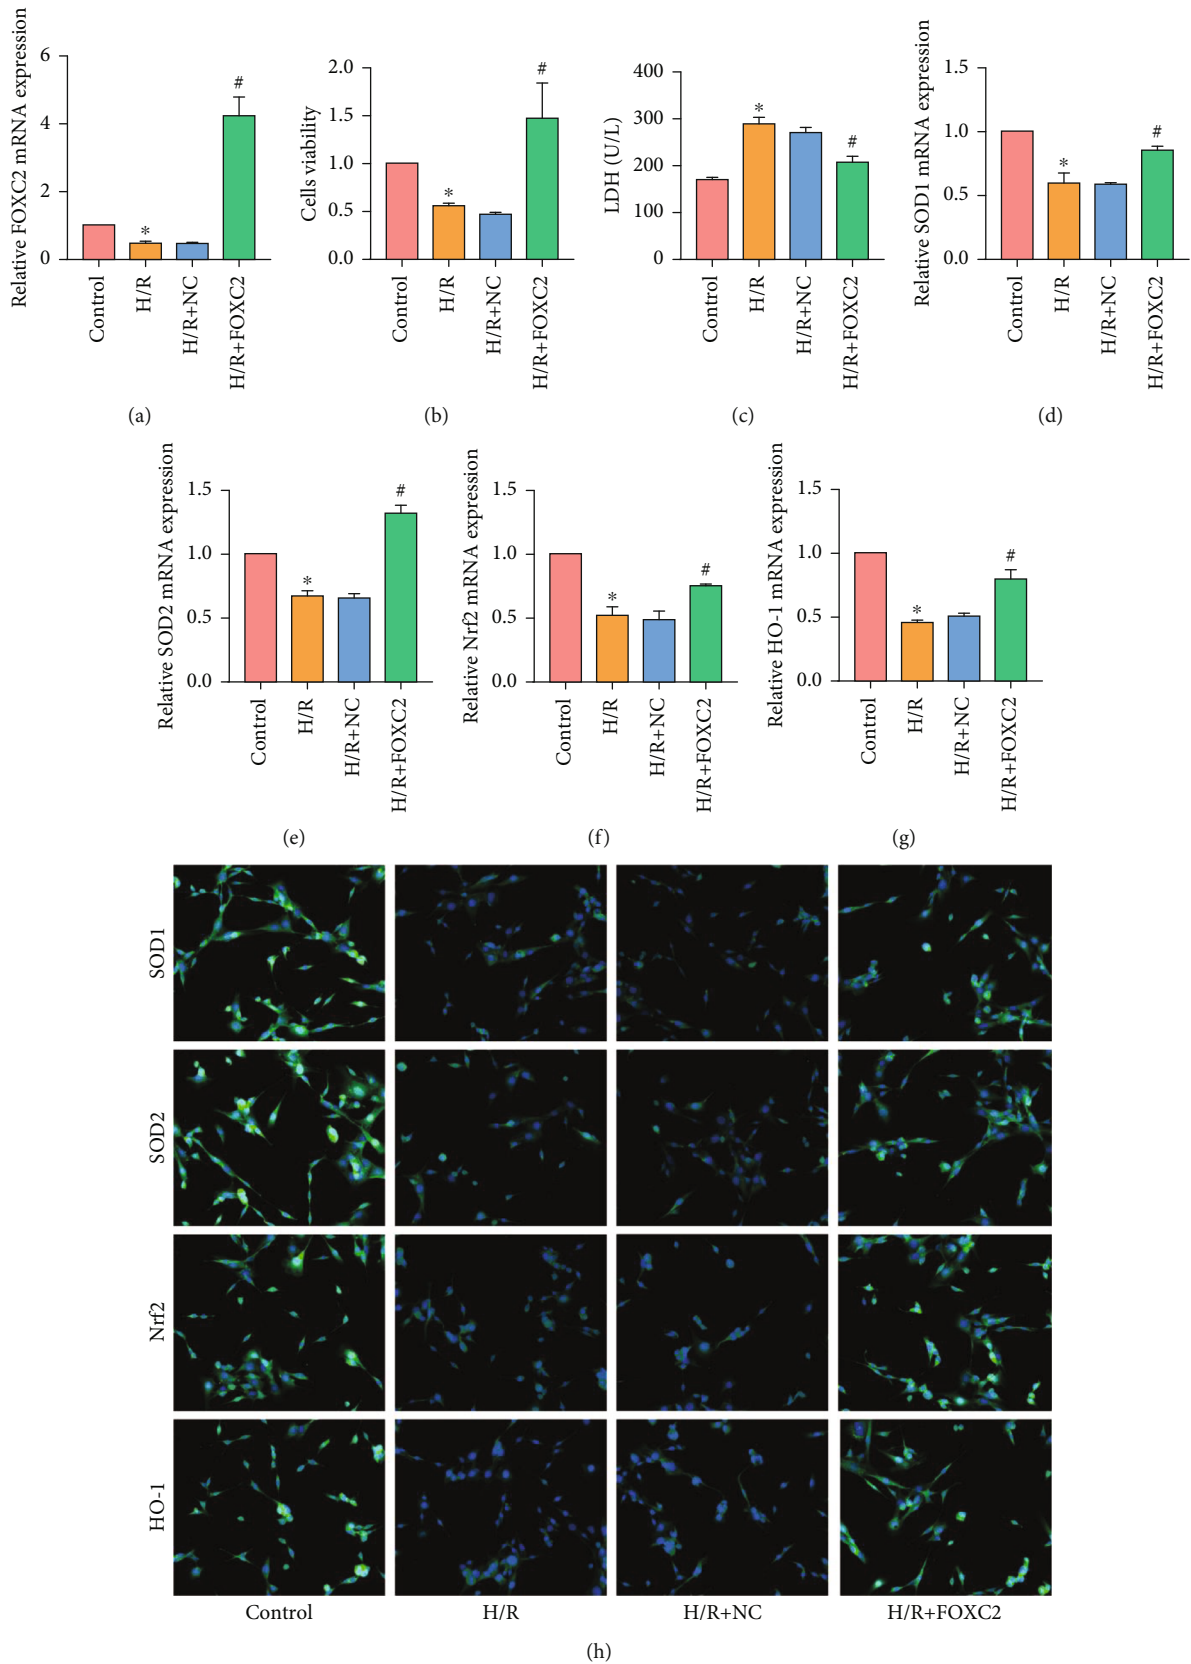 Relative FOXC2 mRNA expression
6
4
2
0
*
#
Control
H/R
H/R+NC
H/R+FOXC2
(a)
Cells viability
2.0
1.5
1.0
0.5
0.0
*
#
Control
H/R
H/R+NC
H/R+FOXC2
(b)
LDH (U/L)
400
300
200
100
0
*
#
Control
H/R
H/R+NC
H/R+FOXC2
(c)
Relative SOD1 mRNA expression
1.5
1.0
0.5
0.0
*
#
Control
H/R
H/R+NC
H/R+FOXC2
(d)
Relative SOD2 mRNA expression
1.5
1.0
0.5
0.0
*
#
Control
H/R
H/R+NC
H/R+FOXC2
(e)
Relative Nrf2 mRNA expression
1.5
1.0
0.5
0.0
*
#
Control
H/R
H/R+NC
H/R+FOXC2
(f)
Relative HO-1 mRNA expression
1.5
1.0
0.5
0.0
*
#
Control
H/R
H/R+NC
H/R+FOXC2
(g)
SOD1
SOD2
Nrf2
HO-1
Control
H/R
H/R+NC
H/R+FOXC2
(h)